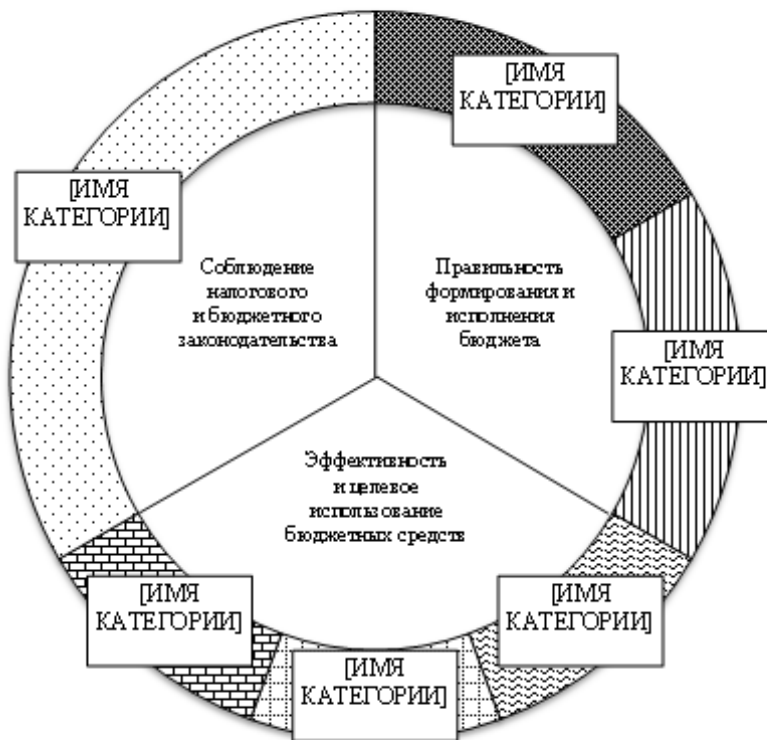 [ИМЯ
КАТЕГОРИИ]
[ИМЯ
КАТЕГОРИИ]
Соблюдение
налогового
и бюджетного
законодательства
Правильность
формирования и
исполнения
бюджета
[ИМЯ
КАТЕГОРИИ]
Эффективность
и целевое
использование
бюджетных средств
[ИМЯ
КАТЕГОРИИ]
[ИМЯ
КАТЕГОРИИ]
[ИМЯ
КАТЕГОРИИ]